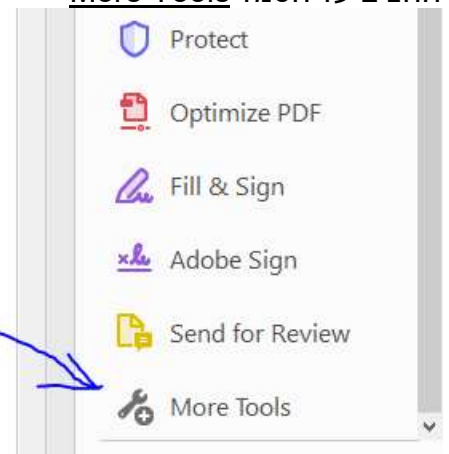 More Tools
Protect
Optimize PDF
Fill & Sign
Adobe Sign
Send for Review
More Tools